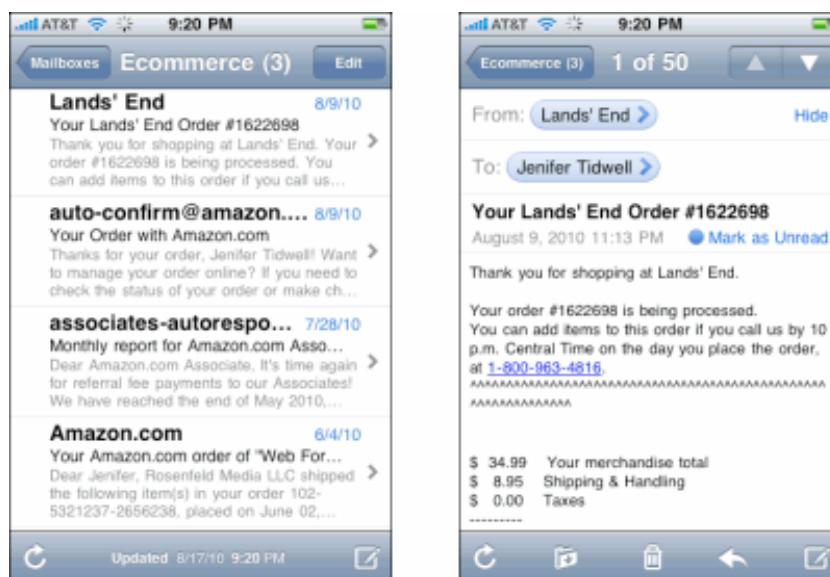 AT&T 9:20 PM
Mailboxes Ecommerce (3) Edit
Lands' End 8/9/10
Your Lands' End Order #1622698
Thank you for shopping at Lands' End. Your
order #1622698 is being processed. You
can add items to this order if you call us...
auto-confirm@amazon.... 8/9/10
Your Order with Amazon.com
Thanks for your order, Jenifer Tidwell! Want
to manage your order online? If you need to
check the status of your order or make ch...
associates-autorespo... 7/28/10
Monthly report for Amazon.com Asso...
Dear Amazon.com Associate, It's time again
for referral fee payments to our Associates!
We have reached the end of May 2010,...
Amazon.com 6/4/10
Your Amazon.com order of "Web For...
Dear Jenifer, Rosenfeld Media LLC shipped
the following item(s) in your order 102-
5321237-2656238, placed on June 02,...
Updated 8/17/10 9:20 PM
AT&T 9:20 PM
Ecommerce (3) 1 of 50
From: Lands' End Hide
To: Jenifer Tidwell
Your Lands' End Order #1622698
August 9, 2010 11:13 PM Mark as Unread
Thank you for shopping at Lands' End.
Your order #1622698 is being processed.
You can add items to this order if you call us by 10
p.m. Central Time on the day you place the order,
at 1-800-963-4816.
^^^^^^^^^^^^^^^^^^^^^^^^^^^^^^^^^^^^^^^^^^^^^^^^
^^^^^^^^^^^^^^
$ 34.99 Your merchandise total
$ 8.95 Shipping & Handling
$ 0.00 Taxes
---------